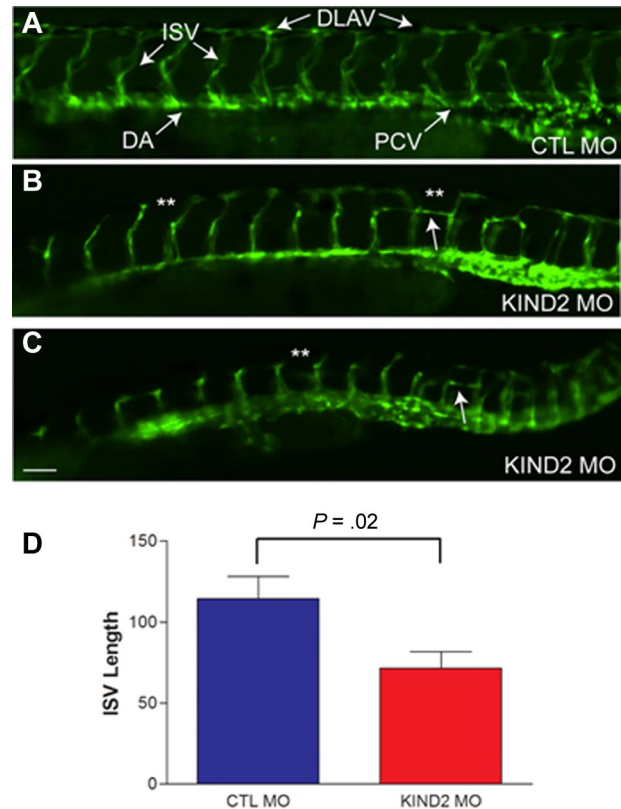 A
ISV
DLAV
DA
PCV
CTL MO
B
**
**
KIND2 MO
C
**
KIND2 MO
D
P = .02
ISV Length
150
100
50
0
CTL MO
KIND2 MO